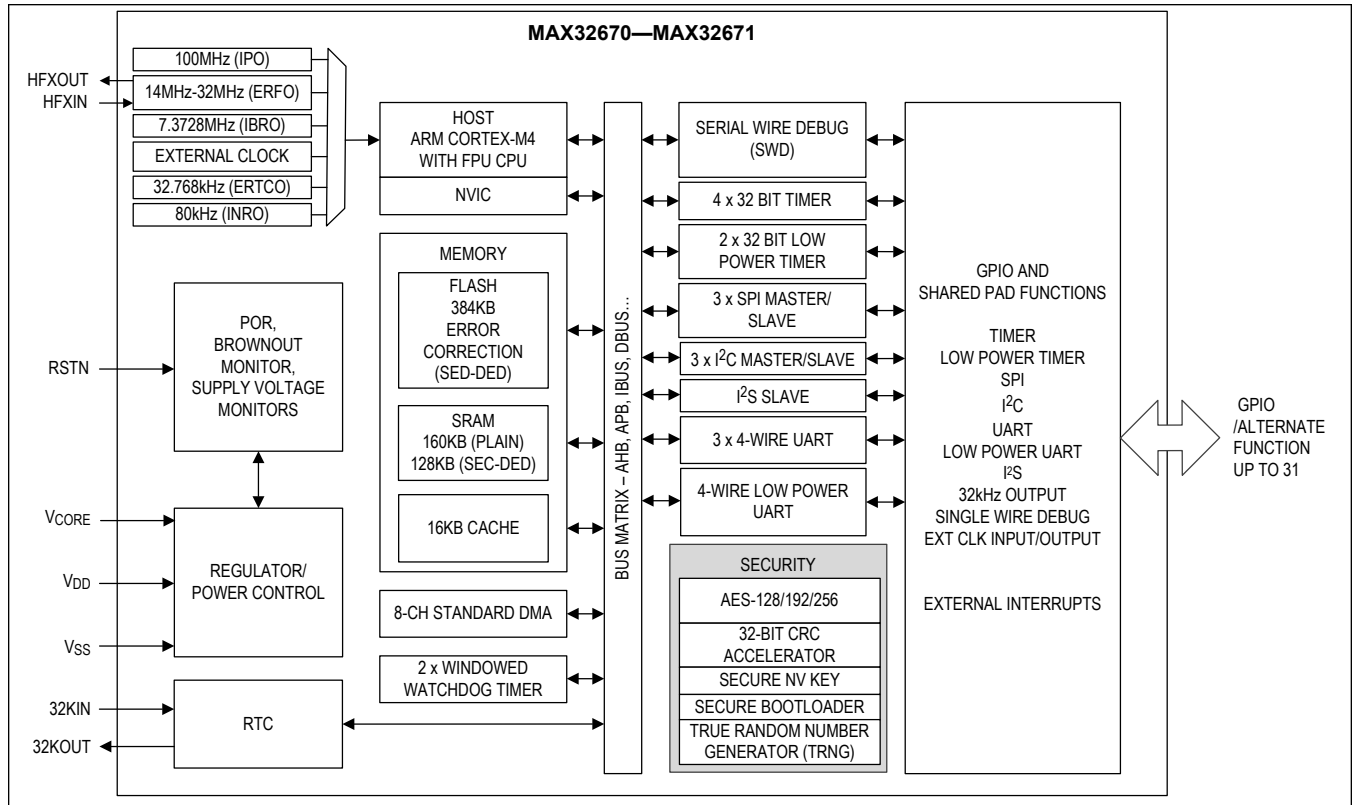 MAX32670—MAX32671
HFXOUT
HFXIN
100MHz (IPO)
14MHz-32MHz (ERFO)
7.3728MHz (IBRO)
EXTERNAL CLOCK
32.768kHz (ERTCO)
80kHz (INRO)
RSTN
POR,
BROWNOUT
MONITOR,
SUPPLY VOLTAGE
MONITORS
VCORE
VDD
VSS
REGULATOR/
POWER CONTROL
32KIN
32KOUT
RTC
HOST
ARM CORTEX-M4
WITH FPU CPU
NVIC
MEMORY
FLASH
384KB
ERROR
CORRECTION
(SED-DED)
SRAM
160KB (PLAIN)
128KB (SEC-DED)
16KB CACHE
8-CH STANDARD DMA
2 x WINDOWED
WATCHDOG TIMER
BUS MATRIX – AHB, APB, IBUS, DBUS…
SERIAL WIRE DEBUG
(SWD)
4 x 32 BIT TIMER
2 x 32 BIT LOW
POWER TIMER
3 x SPI MASTER/
SLAVE
3 x I2C MASTER/SLAVE
I2S SLAVE
3 x 4-WIRE UART
4-WIRE LOW POWER
UART
SECURITY
AES-128/192/256
32-BIT CRC
ACCELERATOR
SECURE NV KEY
SECURE BOOTLOADER
TRUE RANDOM NUMBER
GENERATOR (TRNG)
GPIO AND
SHARED PAD FUNCTIONS
TIMER
LOW POWER TIMER
SPI
I2C
UART
LOW POWER UART
I2S
32kHz OUTPUT
SINGLE WIRE DEBUG
EXT CLK INPUT/OUTPUT
EXTERNAL INTERRUPTS
GPIO
/ALTERNATE
FUNCTION
UP TO 31